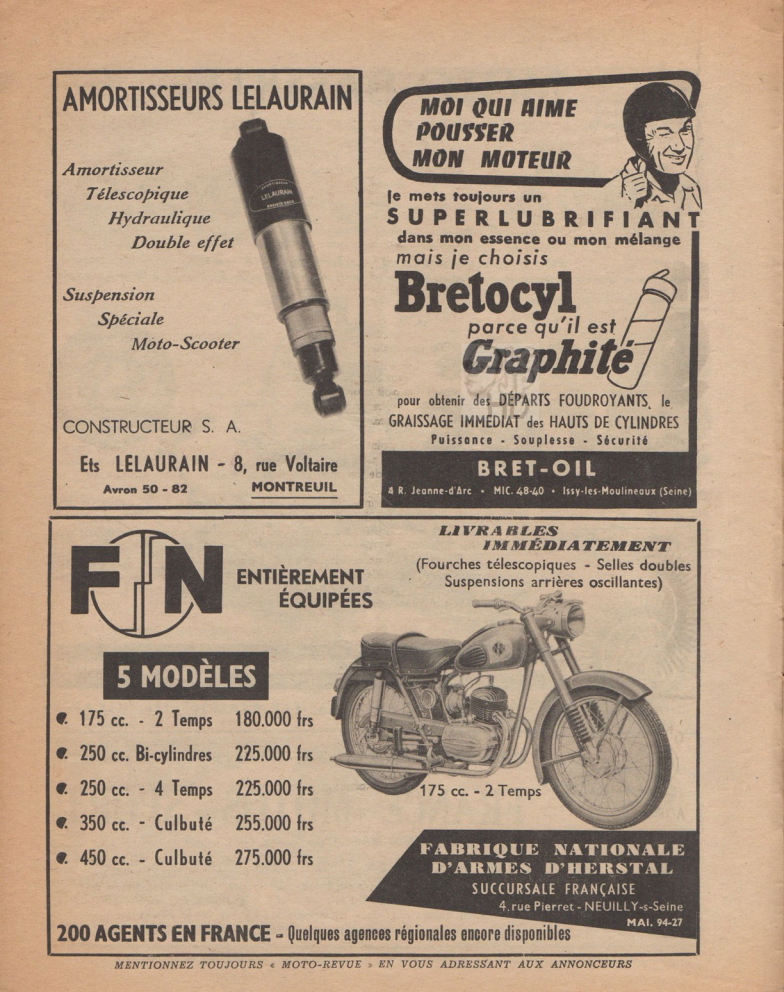 AMORTISSEURS LELAURAIN
Amortisseur
Télescopique
Hydraulique
Double effet
LELAURAIN
Suspension
Spéciale
Moto-Scooter
CONSTRUCTEUR S. A.
Ets LELAURAIN - 8, rue Voltaire
Avron 50 - 82 MONTREUIL
MOI QUI AIME
POUSSER
MON MOTEUR
je mets toujours un
SUPERLUBRIFIANT
dans mon essence ou mon mélange
mais je choisis
Bretocyl
parce qu'il est
Graphité
pour obtenir des DÉPARTS FOUDROYANTS, le
GRAISSAGE IMMÉDIAT des HAUTS DE CYLINDRES
Puissance - Souplesse - Sécurité
BRET-OIL
4 R. Jeanne-d'Arc • MIC. 48-40 • Issy-les-Moulineaux (Seine)
FN
ENTIÈREMENT
ÉQUIPÉES
LIVRABLES
IMMÉDIATEMENT
(Fourches télescopiques - Selles doubles
Suspensions arrières oscillantes)
5 MODÈLES
175 cc. - 2 Temps 180.000 frs
250 cc. Bi-cylindres 225.000 frs
250 cc. - 4 Temps 225.000 frs
350 cc. - Culbuté 255.000 frs
450 cc. - Culbuté 275.000 frs
175 cc. - 2 Temps
FABRIQUE NATIONALE
D'ARMES D'HERSTAL
SUCCURSALE FRANÇAISE
4. rue Pierret - NEUILLY-s-Seine
MAI. 94-27
200 AGENTS EN FRANCE - Quelques agences régionales encore disponibles
MENTIONNEZ TOUJOURS « MOTO-REVUE » EN VOUS ADRESSANT AUX ANNONCEURS